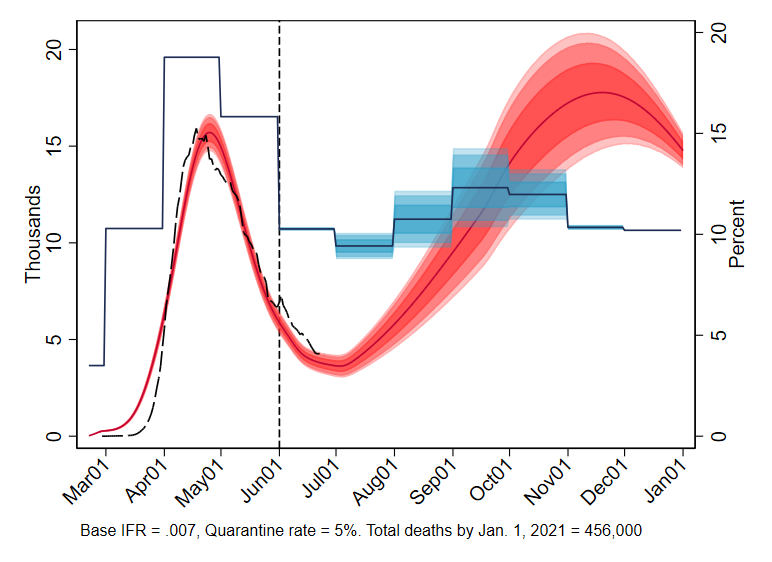 Thousands
20
15
10
5
0
Percent
20
15
10
5
0
Mar01 Apr01 May01 Jun01 Jul01 Aug01 Sep01 Oct01 Nov01 Dec01 Jan01
Base IFR = .007, Quarantine rate = 5%. Total deaths by Jan. 1, 2021 = 456,000